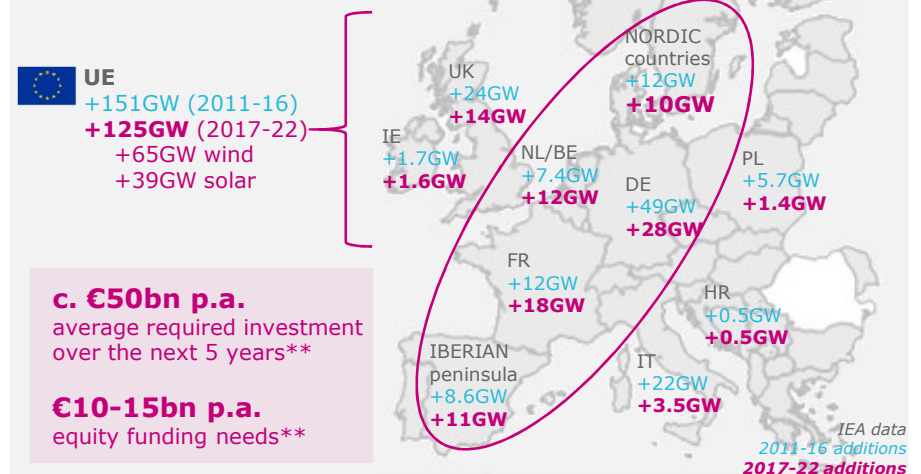 UE
+151GW (2011-16)
+125GW (2017-22)
+65GW wind
+39GW solar
c. €50bn p.a.
average required investment
over the next 5 years**
€10-15bn p.a.
equity funding needs**
NORDIC
countries
+12GW
+10GW
UK
+24GW
+14GW
IE
+1.7GW
+1.6GW
NL/BE
+7.4GW
+12GW
DE
+49GW
+28GW
PL
+5.7GW
+1.4GW
FR
+12GW
+18GW
HR
+0.5GW
+0.5GW
IBERIAN
peninsula
+8.6GW
+11GW
IT
+22GW
+3.5GW
IEA data
2011-16 additions
2017-22 additions